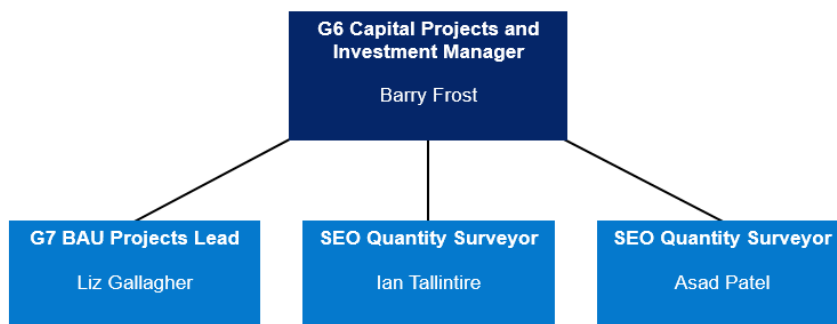 G6 Capital Projects and
Investment Manager
Barry Frost
G7 BAU Projects Lead
Liz Gallagher
SEO Quantity Surveyor
Ian Tallintire
SEO Quantity Surveyor
Asad Patel